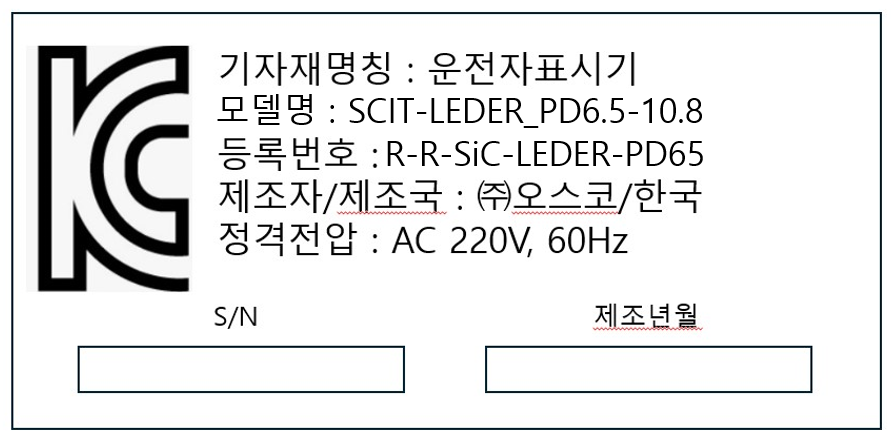 기자재명칭 : 운전자표시기
모델명 : SCIT-LEDER_PD6.5-10.8
등록번호 : R-R-SiC-LEDER-PD65
제조자/제조국 : ㈜오스코/한국
정격전압 : AC 220V, 60Hz
S/N 제조년월